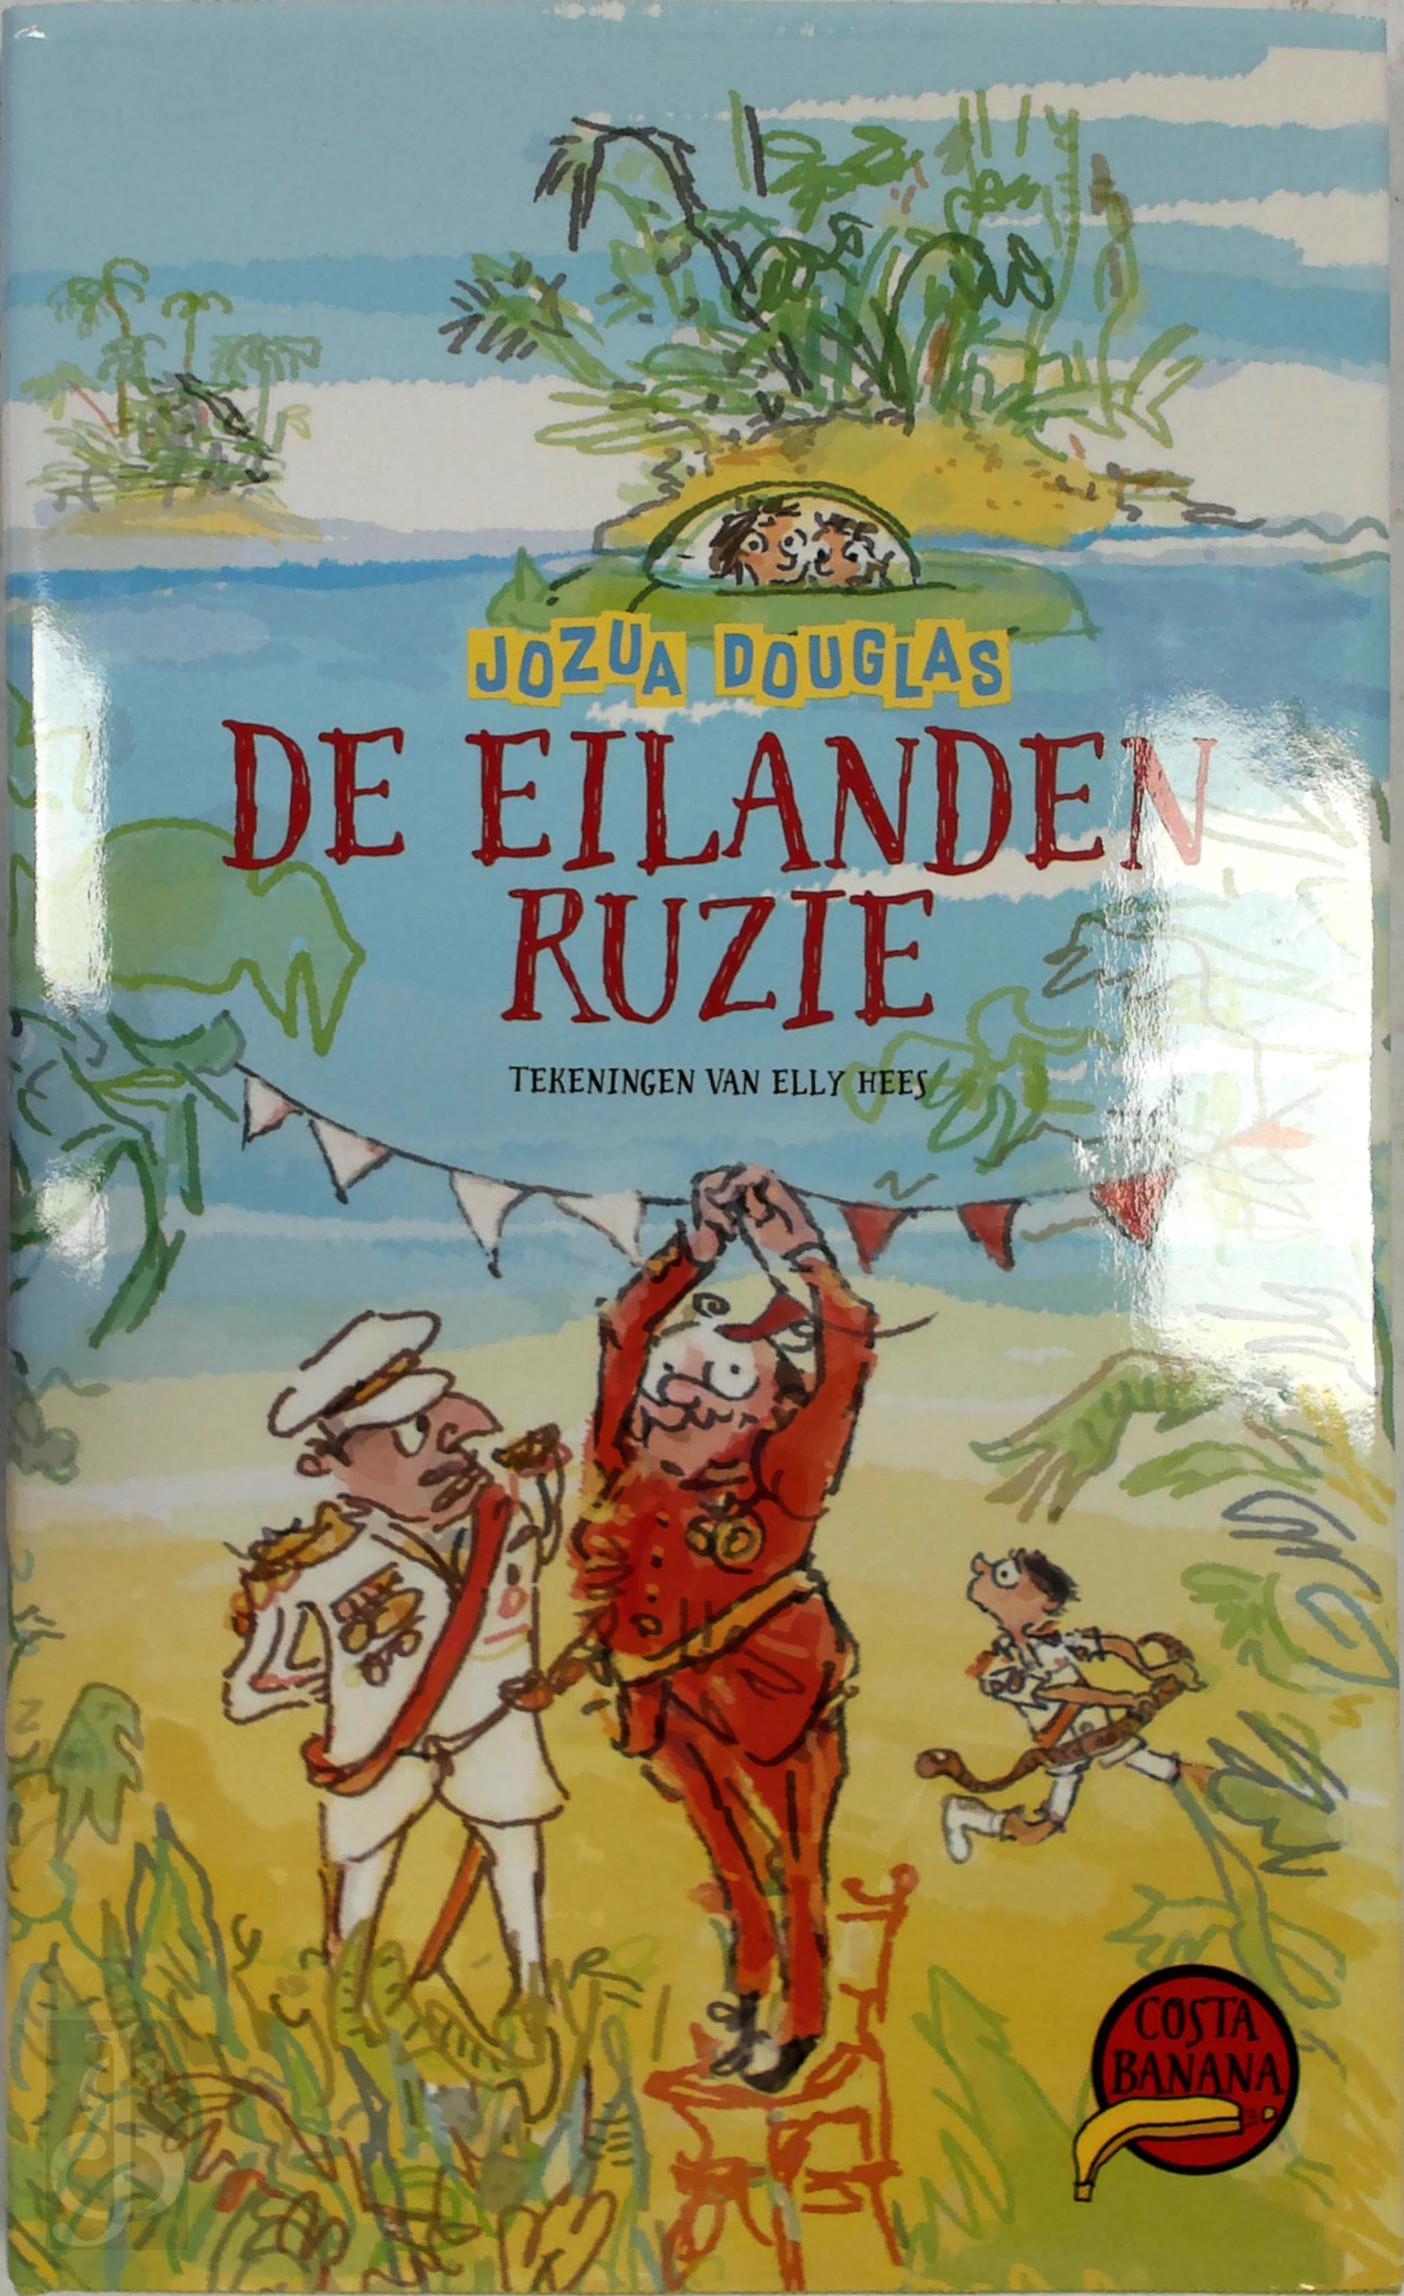 JOZUA DOUGLAS
DE EILANDEN
RUZIE
TEKENINGEN VAN ELLY HEES
COSTA
BANANA